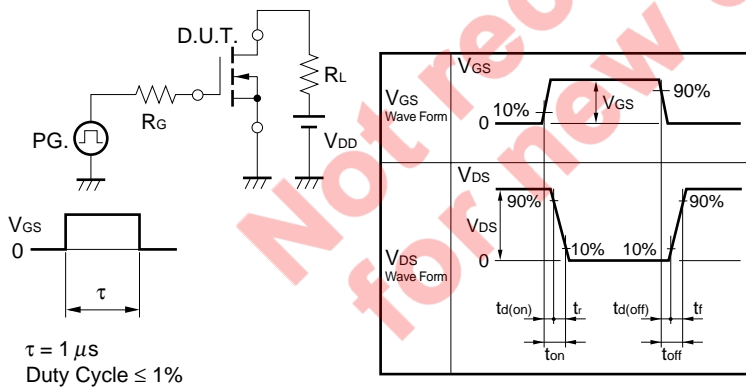 D.U.T.
RL
RG
PG.
VDD
VGS
0
τ
τ = 1 μs
Duty Cycle ≤ 1%
VGS
Wave Form
VGS
10%
0
VGS
90%
VDS
Wave Form
VDS
90%
VDS
0
10%
10%
90%
td(on)
tr
td(off)
tf
ton
toff
Not
for new